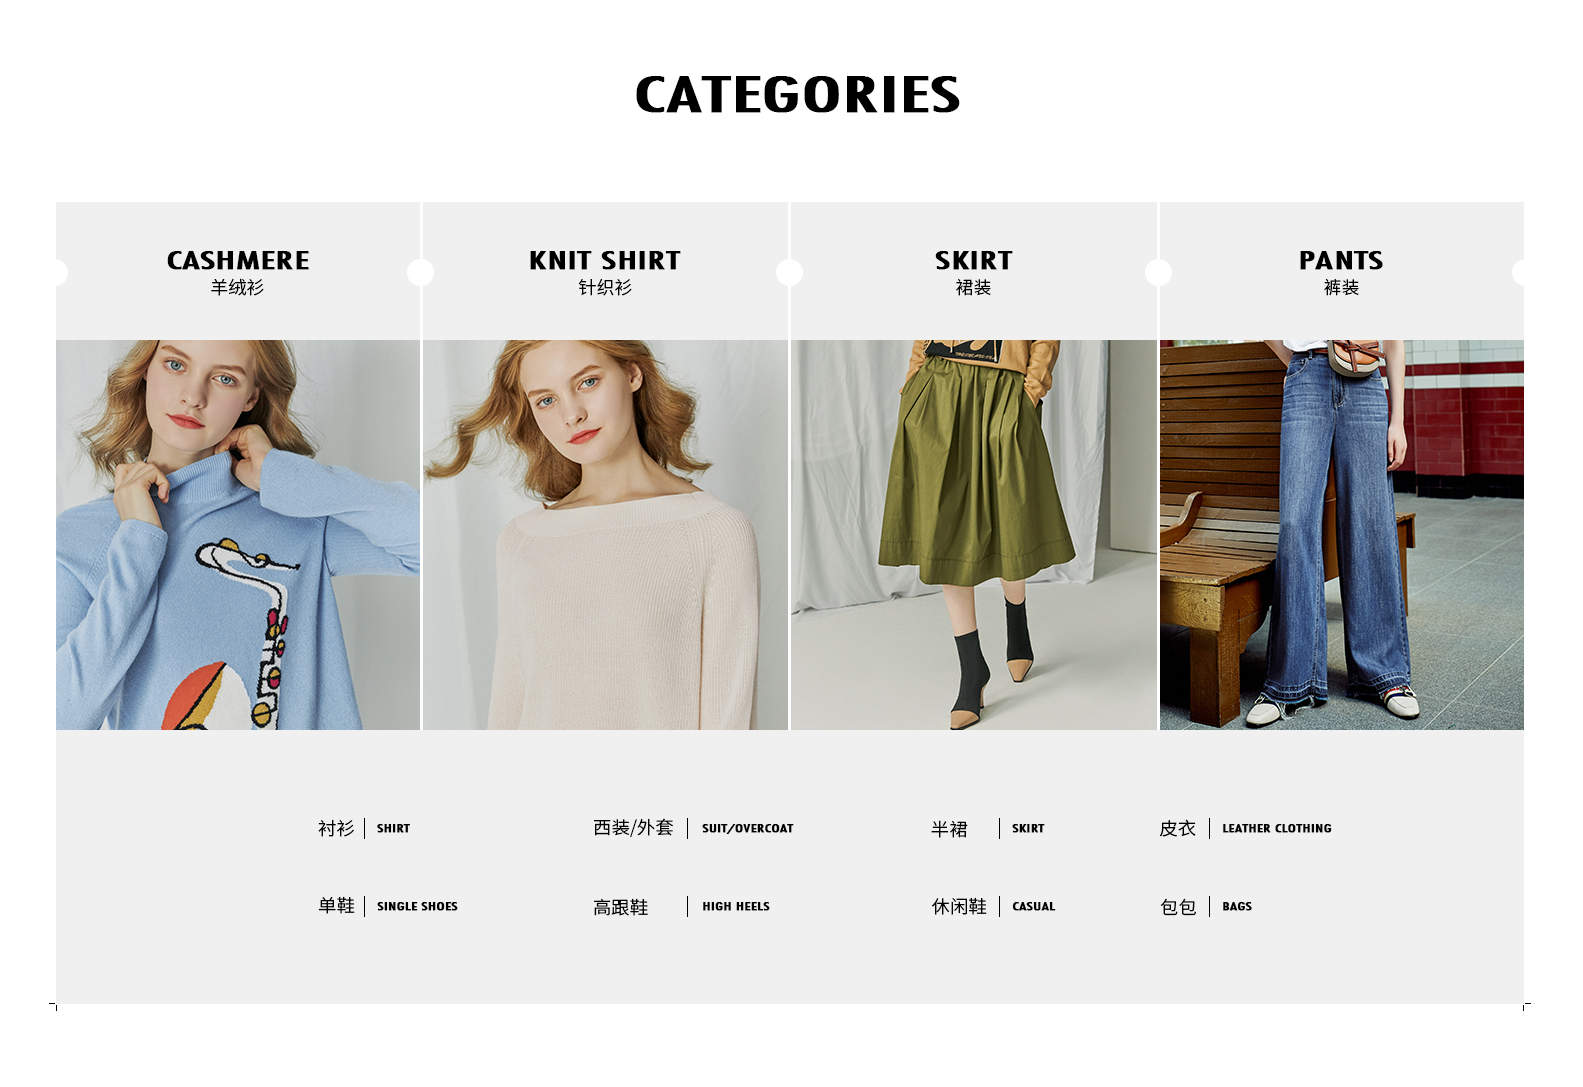 CATEGORIES
CASHMERE
羊绒衫
KNIT SHIRT
针织衫
SKIRT
裙装
PANTS
裤装
衬衫 | SHIRT
西装/外套 | SUIT/OVERCOAT
半裙 | SKIRT
皮衣 | LEATHER CLOTHING
单鞋 | SINGLE SHOES
高跟鞋 | HIGH HEELS
休闲鞋 | CASUAL
包包 | BAGS